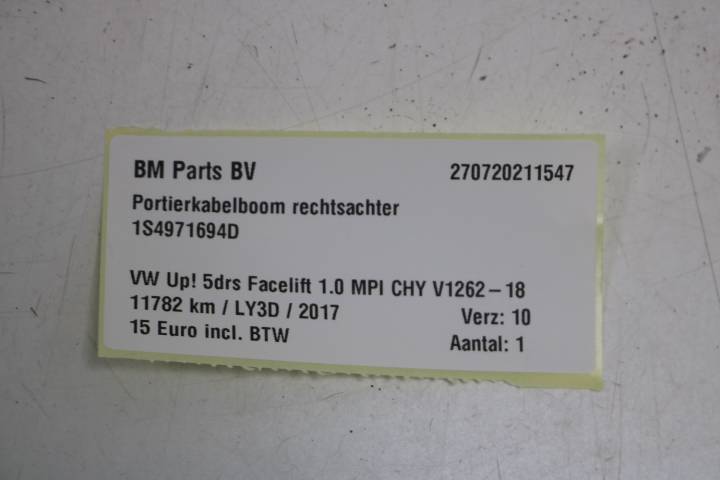 BM Parts BV 270720211547
Portierkabelboom rechtsachter
1S4971694D
VW Up! 5drs Facelift 1.0 MPI CHY V1262-18
11782 km / LY3D / 2017 Verz: 10
15 Euro incl. BTW Aantal: 1